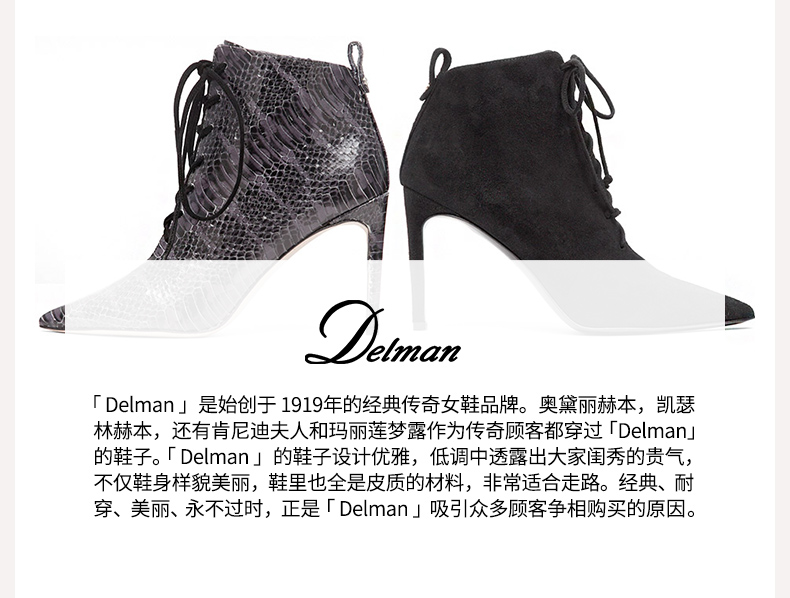 Delman
「 Delman 」是始创于 1919年的经典传奇女鞋品牌。奥黛丽赫本，凯瑟
林赫本，还有肯尼迪夫人和玛丽莲梦露作为传奇顾客都穿过「Delman」
的鞋子。「 Delman 」的鞋子设计优雅，低调中透露出大家闺秀的贵气，
不仅鞋身样貌美丽，鞋里也全是皮质的材料，非常适合走路。经典、耐
穿、美丽、永不过时，正是「 Delman 」吸引众多顾客争相购买的原因。